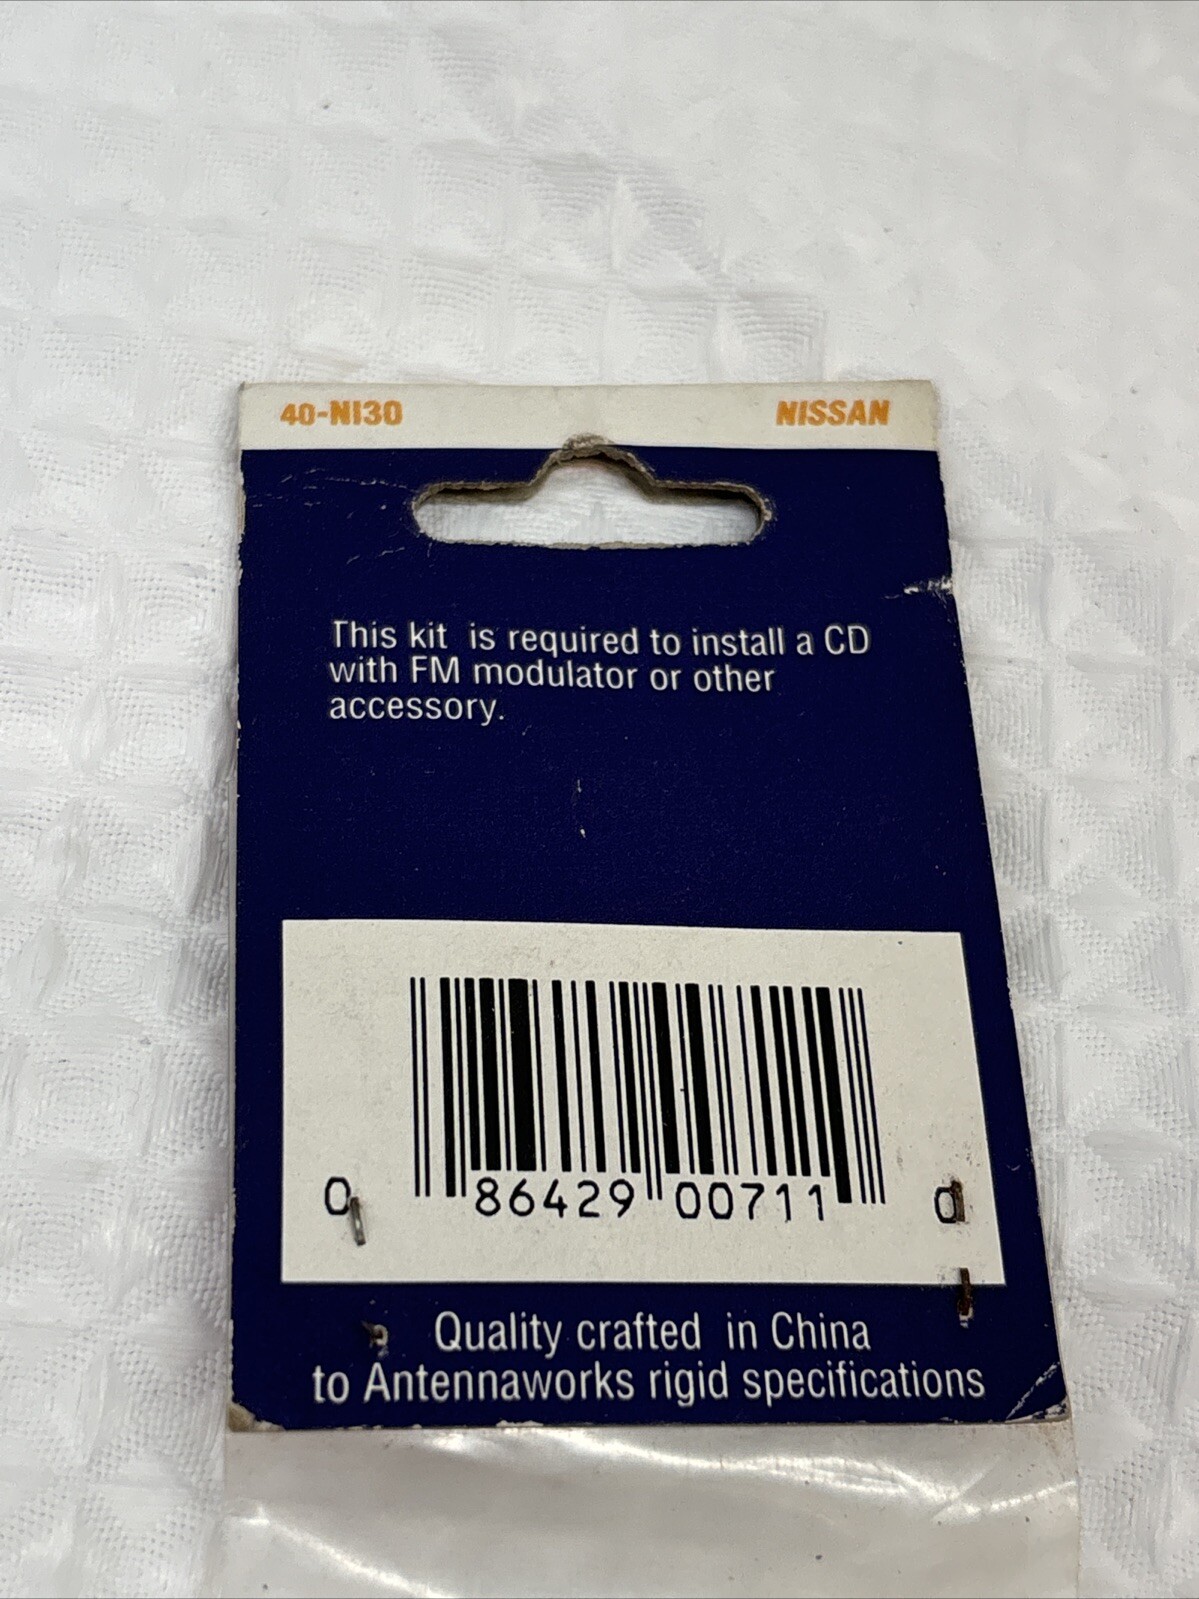 40-NI30 NISSAN
This kit is required to install a CD
with FM modulator or other
accessory.
0 86429 00711 0
Quality crafted in China
to Antennaworks rigid specifications